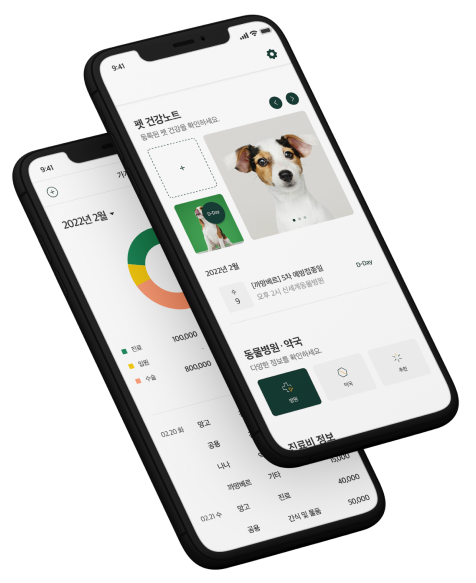 9:41
펫 건강노트
등록된 펫 건강을 확인하세요.
+
D-Day
2022년 2월
수
9
[까망베르] 5차 예방접종일
오후 2시 신세계동물병원
D-Day
동물병원 · 약국
다양한 정보를 확인하세요.
병원
약국
추천
진료비 정보
9:41
2022년 2월
진료
100,000
입원
수술
800,000
02.20 화
망고
공용
나나
까망베르
기타
15,000
02.21 수
망고
진료
40,000
공용
간식 및 물품
50,000